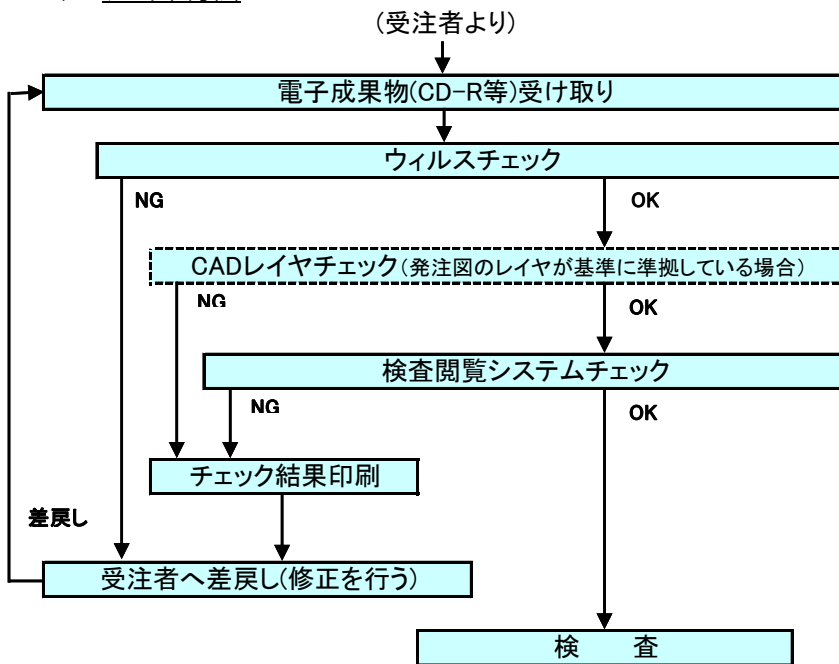 (受注者より)
電子成果物(CD-R等)受け取り
ウィルスチェック
NG
OK
CADレイヤチェック(発注図のレイヤが基準に準拠している場合)
NG
OK
検査閲覧システムチェック
NG
OK
チェック結果印刷
差戻し
受注者へ差戻し(修正を行う)
検　　査